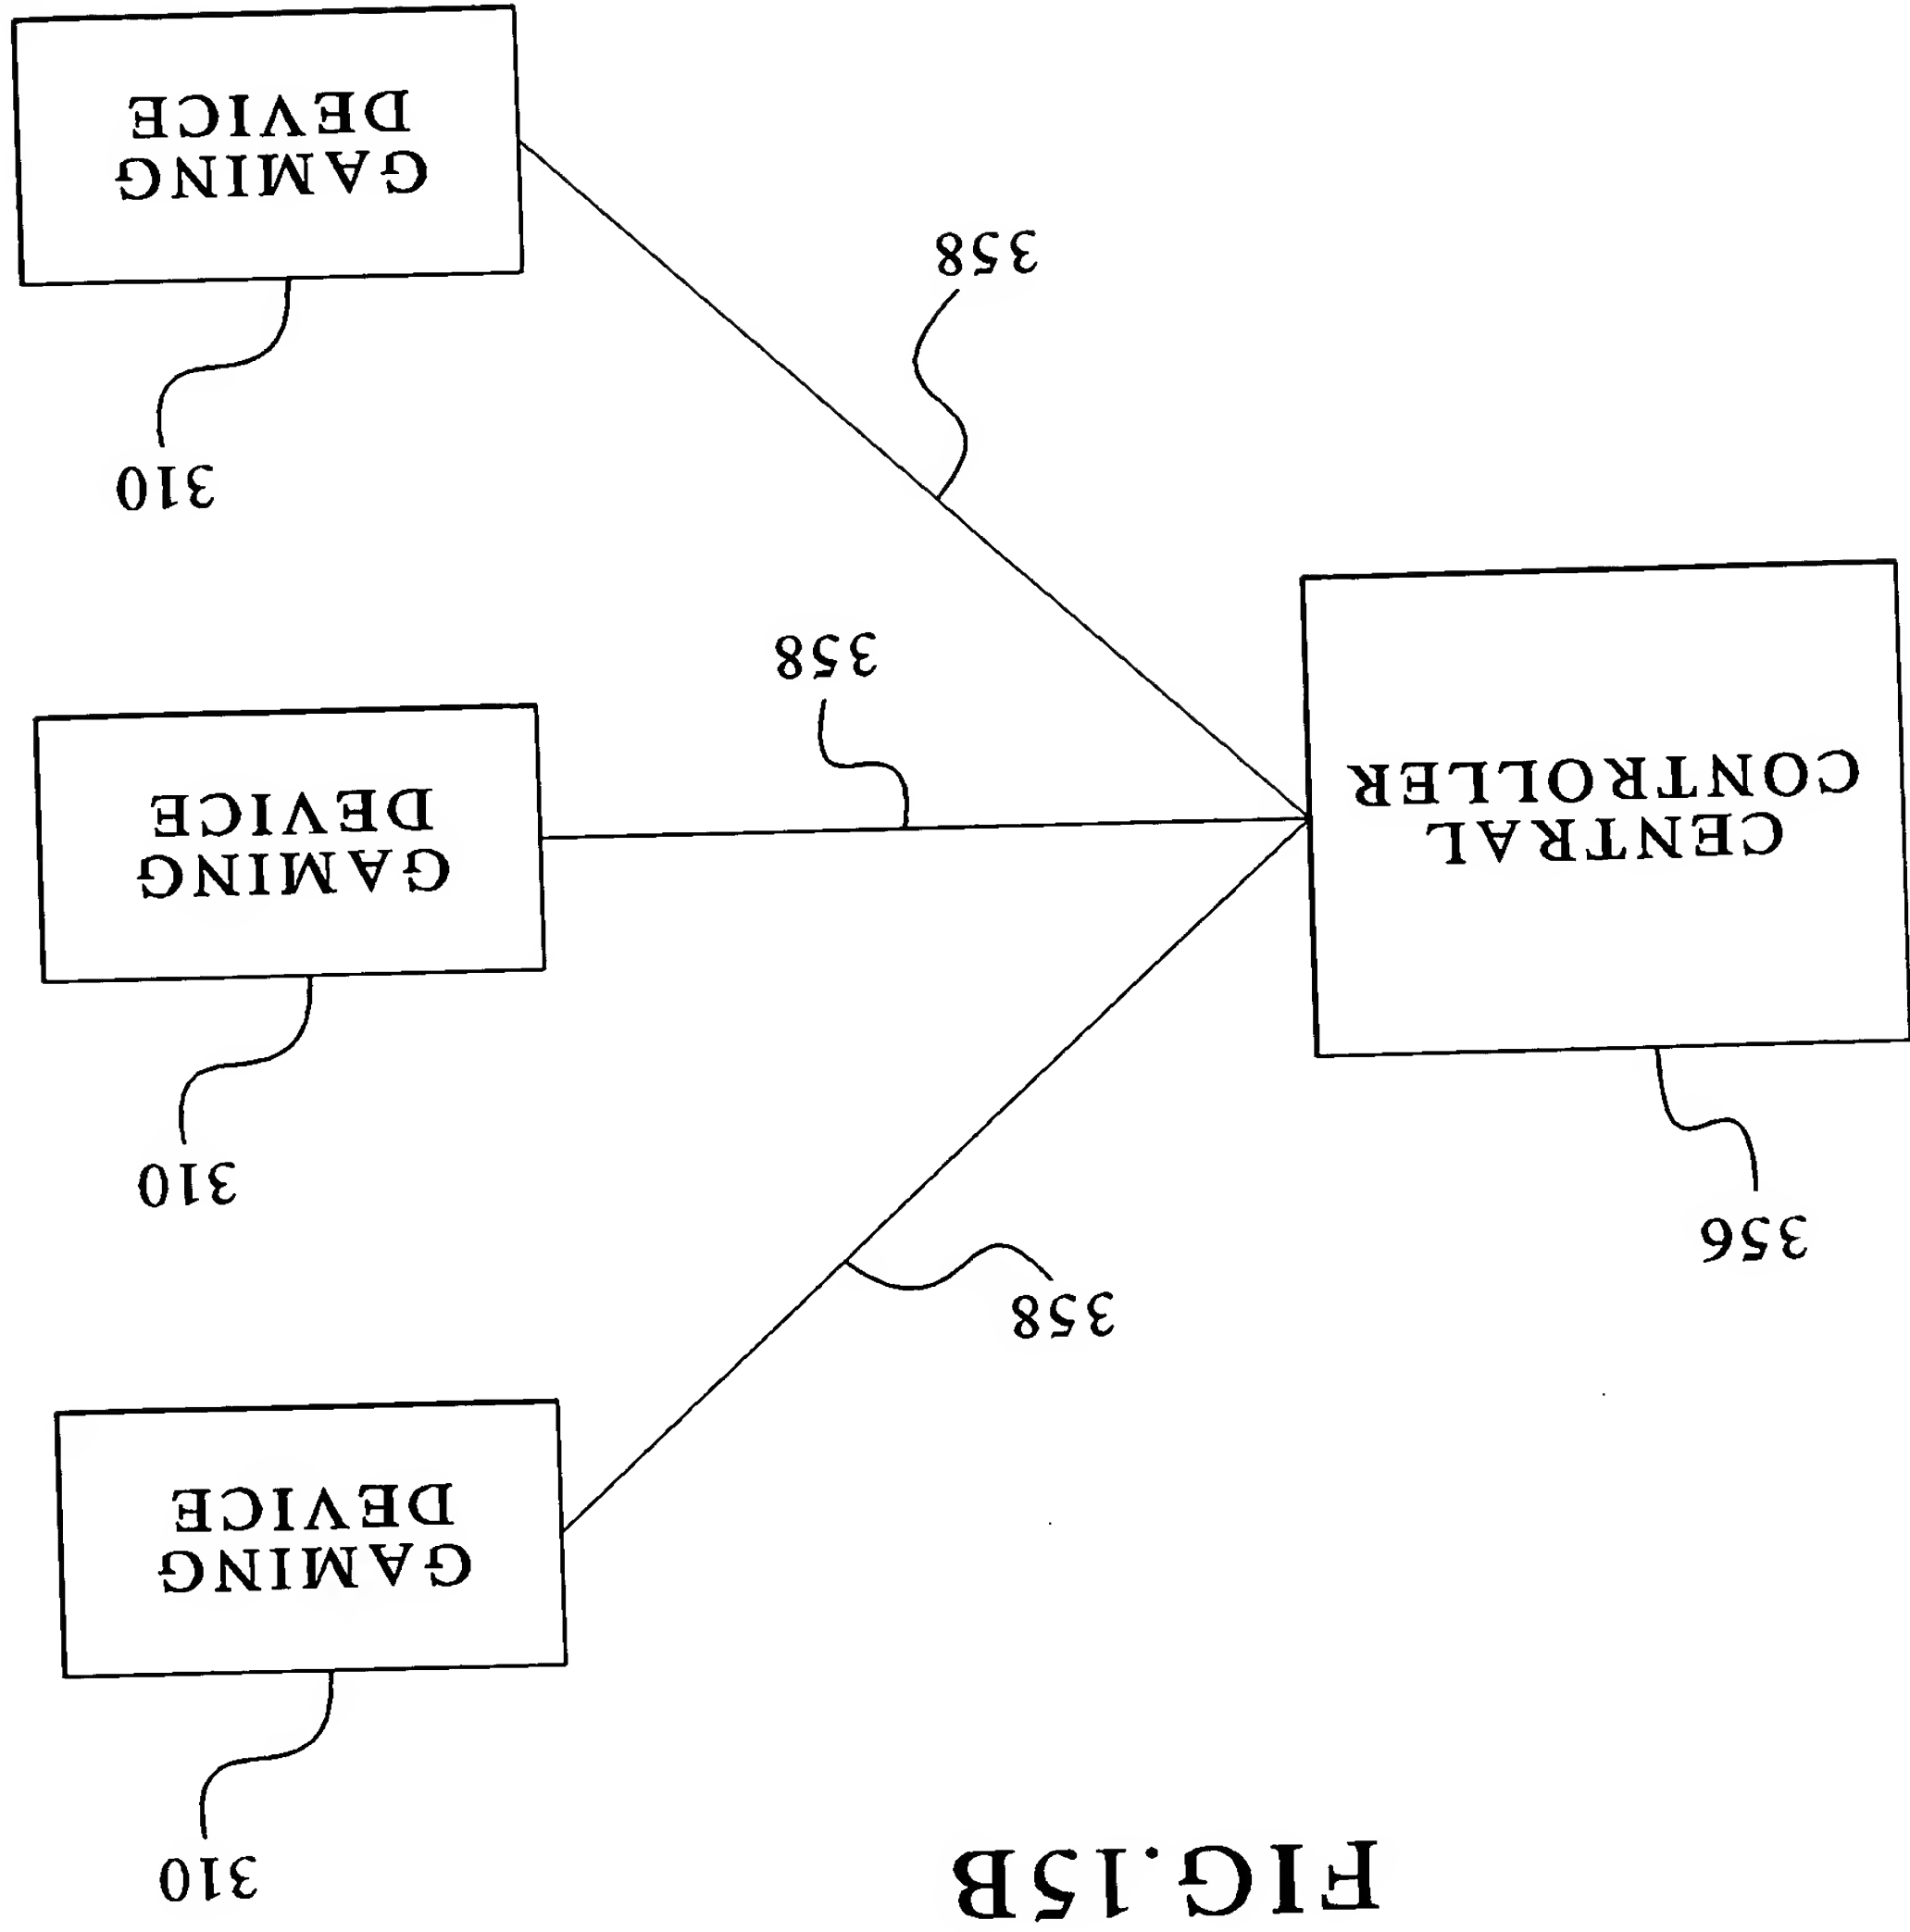 FIG.15B
310
GAMING
DEVICE
358
356
310
CENTRAL
CONTROLLER
GAMING
DEVICE
358
358
310
GAMING
DEVICE